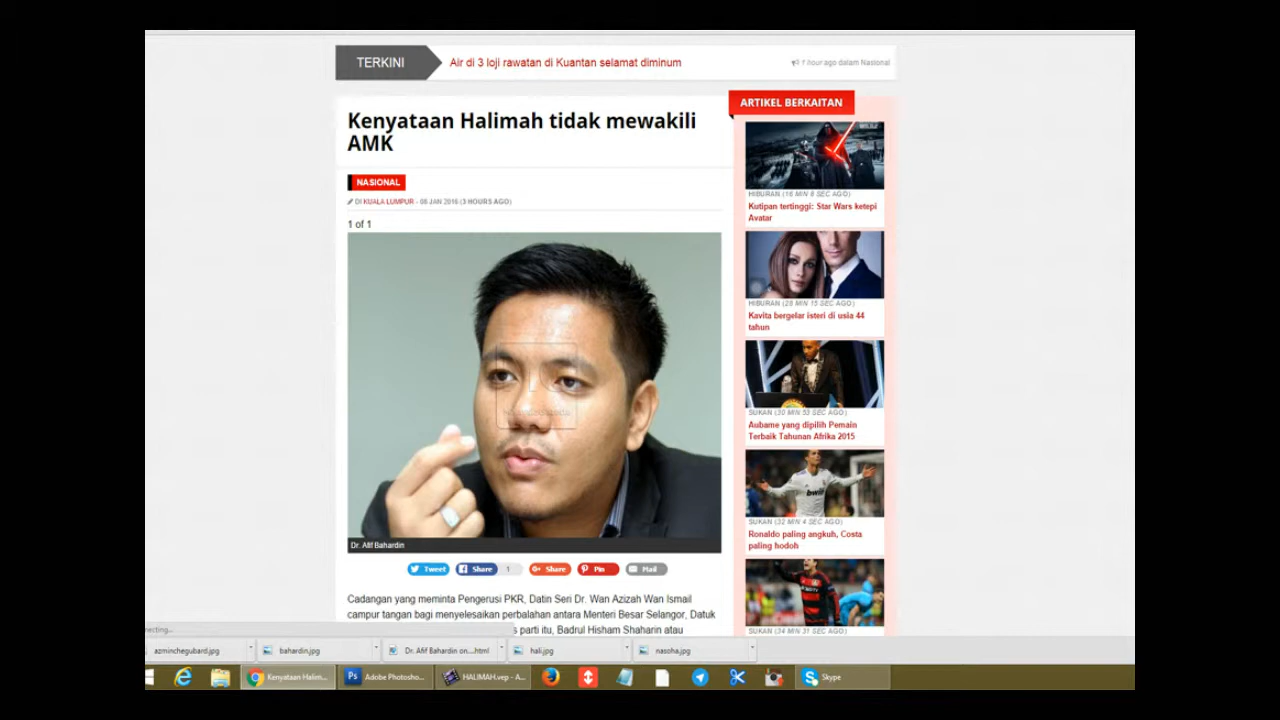 TERKINI
Air di 3 loji rawatan di Kuantan selamat diminum
1 hour ago dalam Nasional
Kenyataan Halimah tidak mewakili
AMK
NASIONAL
DI KUALA LUMPUR - 08 JAN 2016 (3 HOURS AGO)
1 of 1
Dr. Afif Bahardin
Tweet
Share
1
Share
Pin
Mail
Cadangan yang meminta Pengerusi PKR, Datin Seri Dr. Wan Azizah Wan Ismail
campur tangan bagi menyelesaikan perbalahan antara Menteri Besar Selangor, Datuk
parti itu, Badrul Hisham Shaharin atau
ARTIKEL BERKAITAN
HIBURAN (16 MIN 8 SEC AGO)
Kutipan tertinggi: Star Wars ketepi
Avatar
HIBURAN (28 MIN 15 SEC AGO)
Kavita bergelar isteri di usia 44
tahun
SUKAN (30 MIN 53 SEC AGO)
Aubame yang dipilih Pemain
Terbaik Tahunan Afrika 2015
bwin
SUKAN (32 MIN 4 SEC AGO)
Ronaldo paling angkuh, Costa
paling hodoh
SUKAN (34 MIN 31 SEC AGO)
necting...
azminchegubard.jpg
bahardin.jpg
Dr. Afif Bahardin on....html
hali.jpg
nasoha.jpg
Kenyataan Halim...
Adobe Photosho...
HALIMAH.vep - A...
Skype